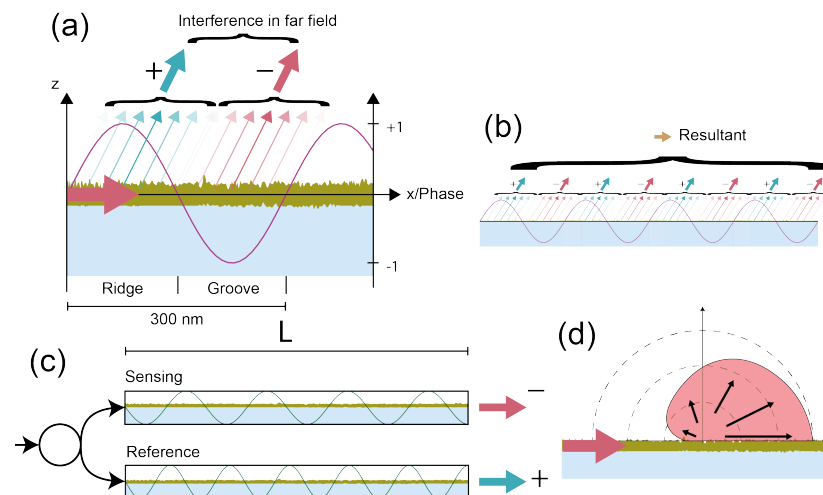 (a)
Interference in far field
+
−
z
+1
x/Phase
-1
Ridge
Groove
300 nm
(b)
Resultant
+
−
+
−
+
−
+
−
(c)
L
Sensing
−
Reference
+
(d)